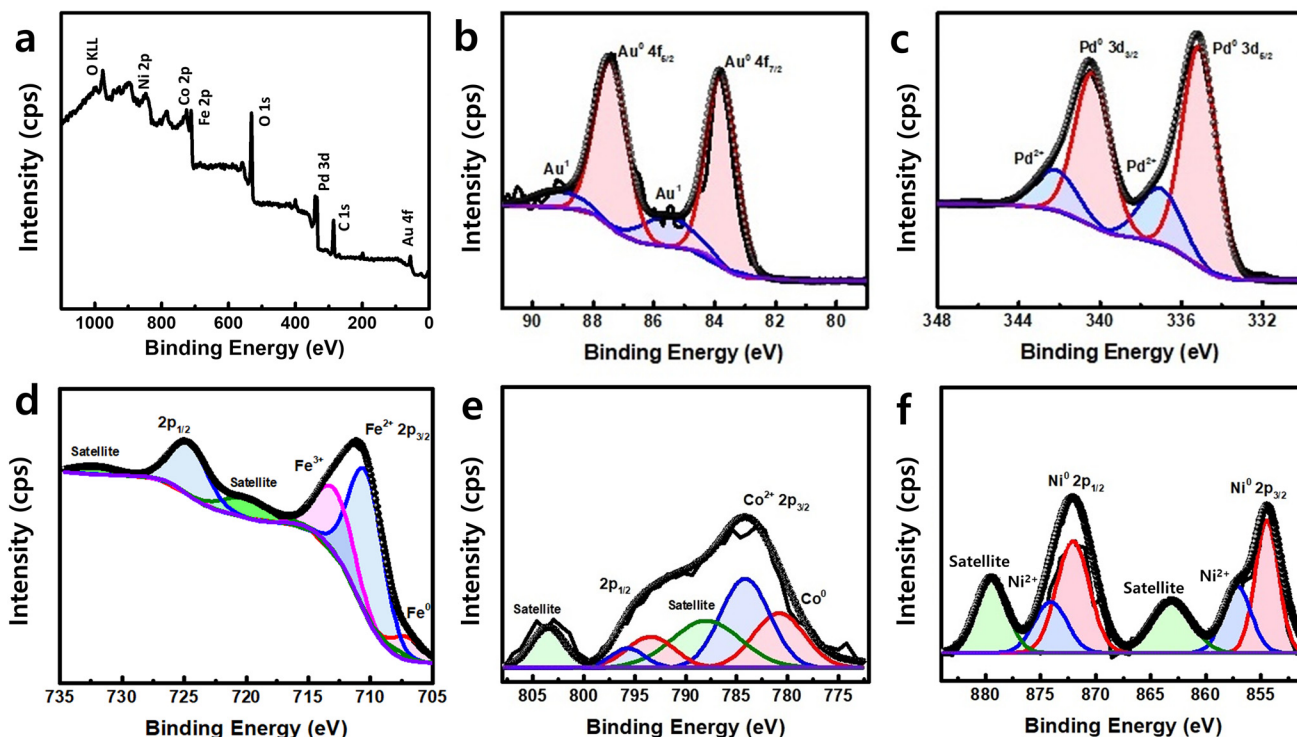 a
Intensity (cps)
O KLL
Ni 2p
Co 2p
Fe 2p
O 1s
Pd 3d
C 1s
Au 4f
1000 800 600 400 200 0
Binding Energy (eV)
b
Intensity (cps)
Au⁰ 4f5/2
Au⁰ 4f7/2
Au¹
Au¹
90 88 86 84 82 80
Binding Energy (eV)
c
Intensity (cps)
Pd⁰ 3d3/2
Pd⁰ 3d5/2
Pd²⁺
Pd²⁺
348 344 340 336 332
Binding Energy (eV)
d
Intensity (cps)
Satellite
2p1/2
Satellite
Fe³⁺
Fe²⁺ 2p3/2
Fe⁰
735 730 725 720 715 710 705
Binding Energy (eV)
e
Intensity (cps)
Satellite
2p1/2
Satellite
Co²⁺ 2p3/2
Co⁰
805 800 795 790 785 780 775
Binding Energy (eV)
f
Intensity (cps)
Satellite
Ni²⁺
Ni⁰ 2p1/2
Satellite
Ni²⁺
Ni⁰ 2p3/2
880 875 870 865 860 855
Binding Energy (eV)